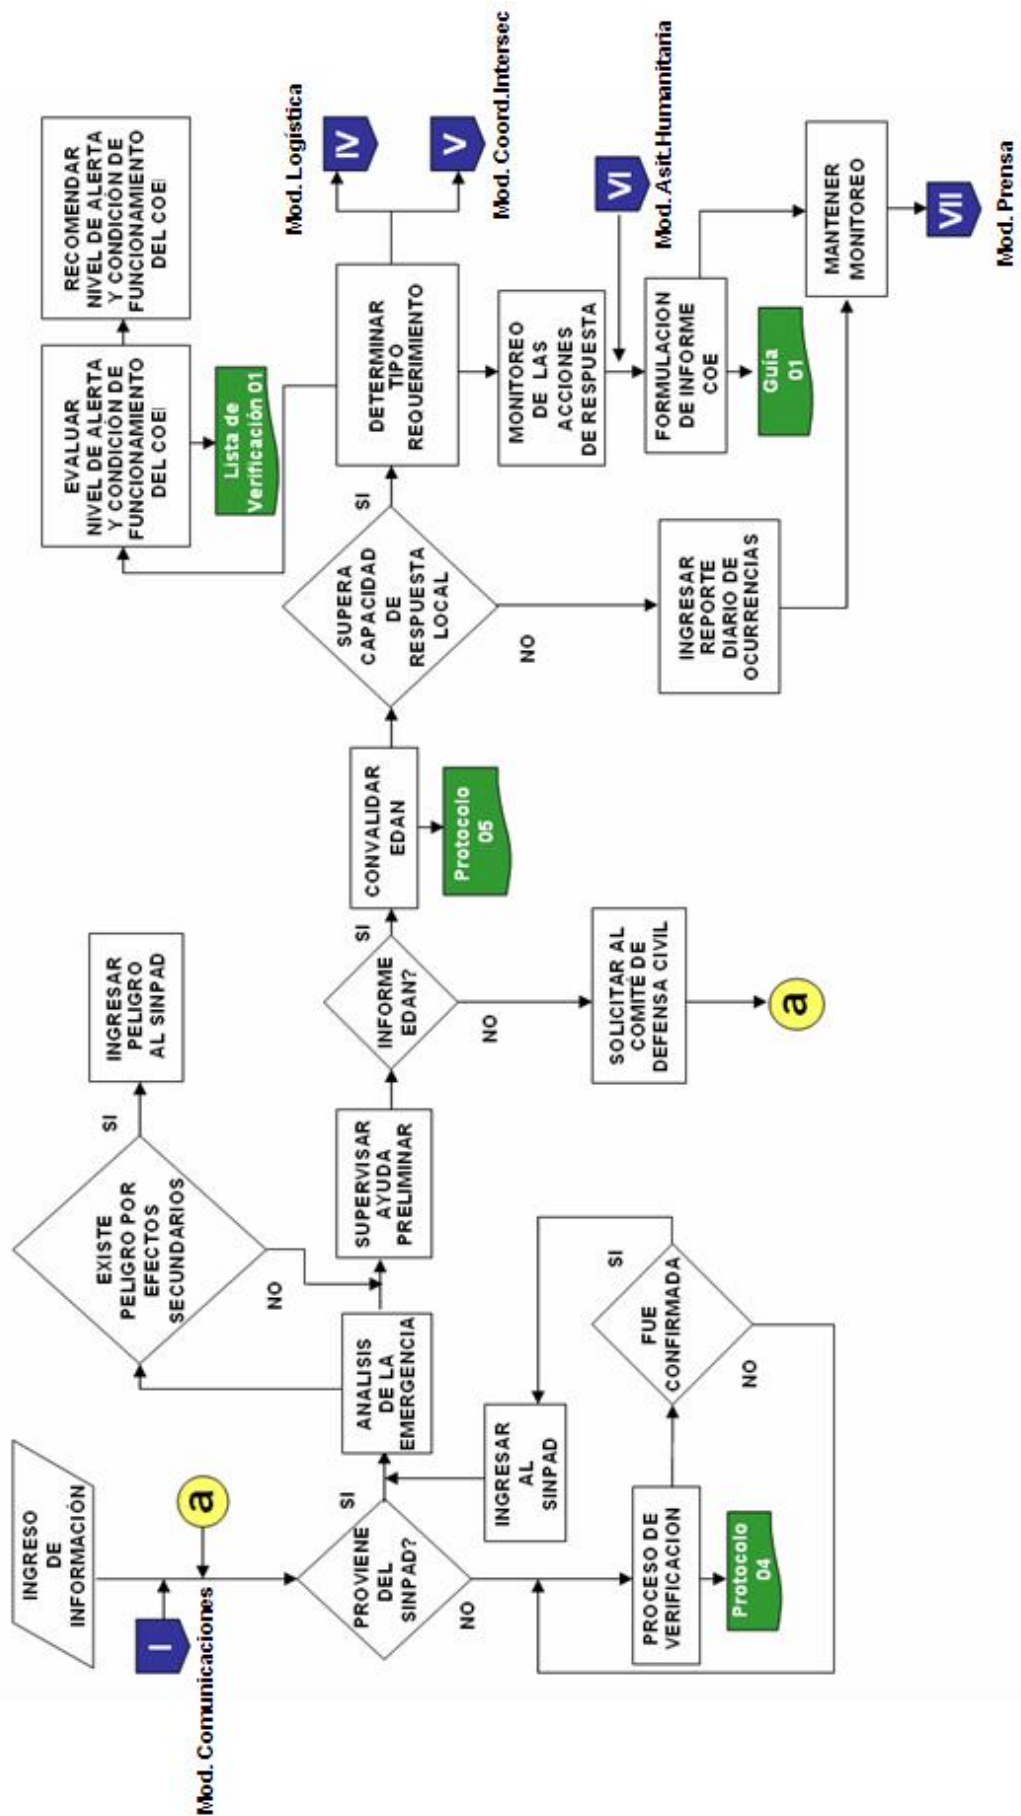 INGRESO
DE
INFORMACIÓN
I
Mod. Comunicaciones
a
PROVIENE
DEL
SINPAD?
SI
NO
PROCESO DE
VERIFICACION
Protocolo
04
FUE
CONFIRMADA
SI
NO
INGRESAR
AL
SINPAD
ANALISIS
DE LA
EMERGENCIA
EXISTE
PELIGRO POR
EFECTOS
SECUNDARIOS
SI
NO
INGRESAR
PELIGRO
AL SINPAD
SUPERVISAR
AYUDA
PRELIMINAR
INFORME
EDAN?
SI
NO
SOLICITAR AL
COMITÉ DE
DEFENSA CIVIL
a
CONVALIDAR
EDAN
Protocolo
05
SUPERA
CAPACIDAD
DE
RESPUESTA
LOCAL
SI
NO
INGRESAR
REPORTE
DIARIO DE
OCURRENCIAS
EVALUAR
NIVEL DE ALERTA
Y CONDICIÓN DE
FUNCIONAMIENTO
DEL COE
Lista de
Verificación 01
RECOMENDAR
NIVEL DE ALERTA
Y CONDICIÓN DE
FUNCIONAMIENTO
DEL COE
DETERMINAR
TIPO
REQUERIMIENTO
Mod. Logística
IV
V
Mod. Coord.Intersec
MONITOREO
DE LAS
ACCIONES
DE RESPUESTA
VI
Mod. Asit.Humanitaria
FORMULACION
DE INFORME
COE
Guía
01
MANTENER
MONITOREO
VII
Mod. Prensa